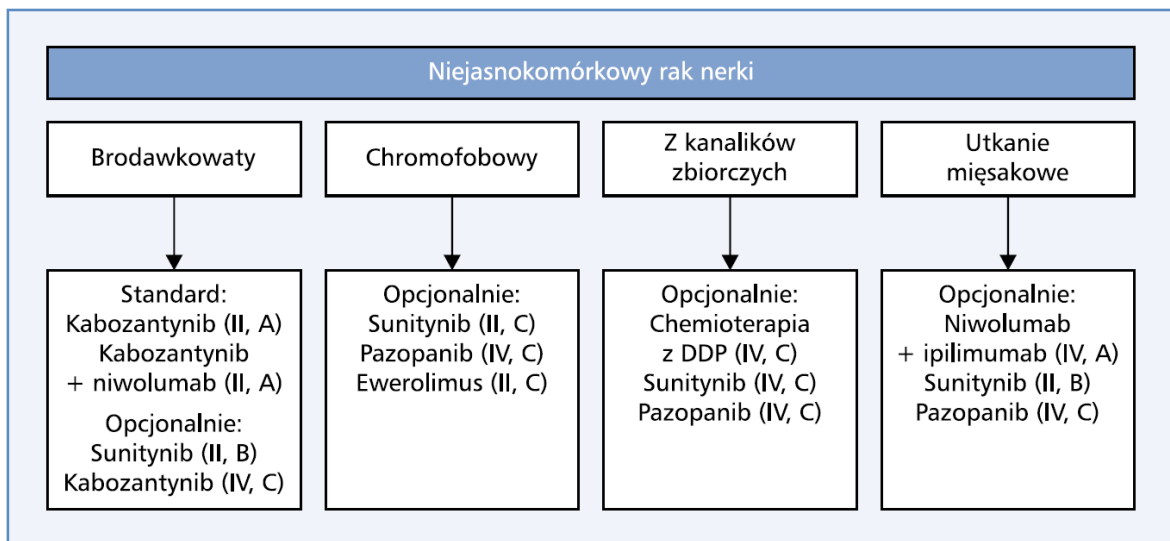 Niejasnokomórkowy rak nerki
Brodawkowaty
Chromofobowy
Z kanalików
zbiorczych
Utkanie
mięsakowe
Standard:
Kabozantynib (II, A)
Kabozantynib
+ niwolumab (II, A)
Opcjonalnie:
Sunitynib (II, B)
Kabozantynib (IV, C)
Opcjonalnie:
Sunitynib (II, C)
Pazopanib (IV, C)
Ewerolimus (II, C)
Opcjonalnie:
Chemioterapia
z DDP (IV, C)
Sunitynib (IV, C)
Pazopanib (IV, C)
Opcjonalnie:
Niwolumab
+ ipilimumab (IV, A)
Sunitynib (II, B)
Pazopanib (IV, C)